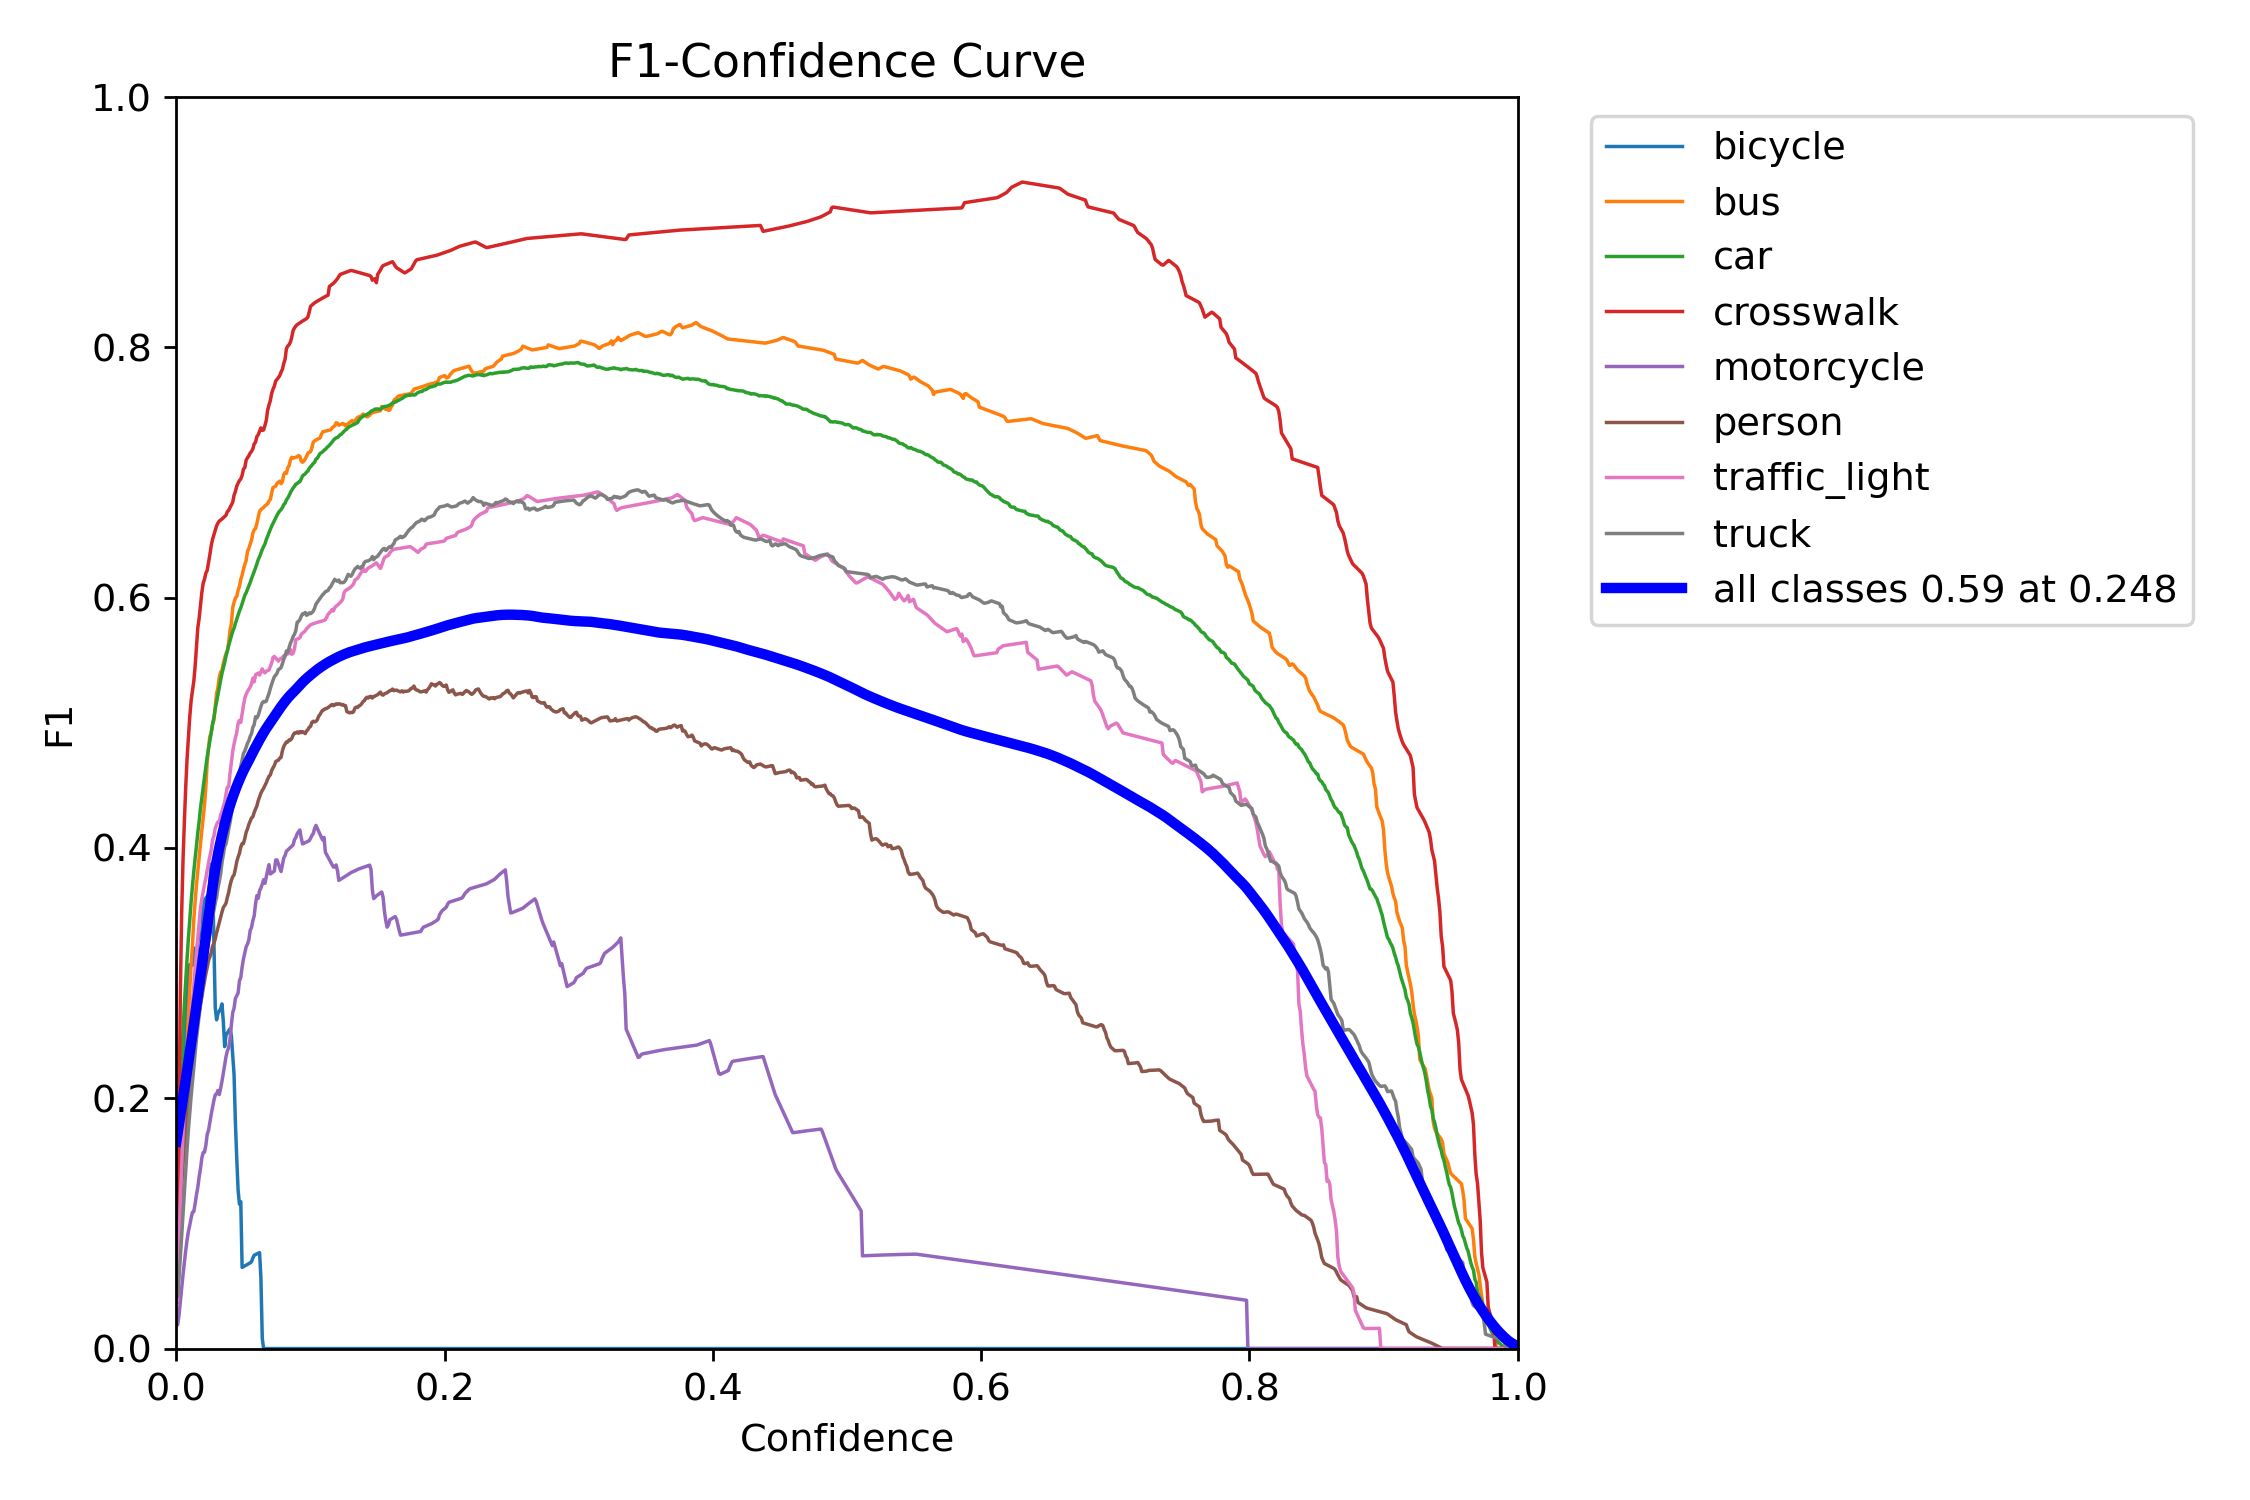 F1-Confidence Curve
1.0
0.8
0.6
0.4
0.2
0.0
F1
0.0 0.2 0.4 0.6 0.8 1.0
Confidence
bicycle
bus
car
crosswalk
motorcycle
person
traffic_light
truck
all classes 0.59 at 0.248